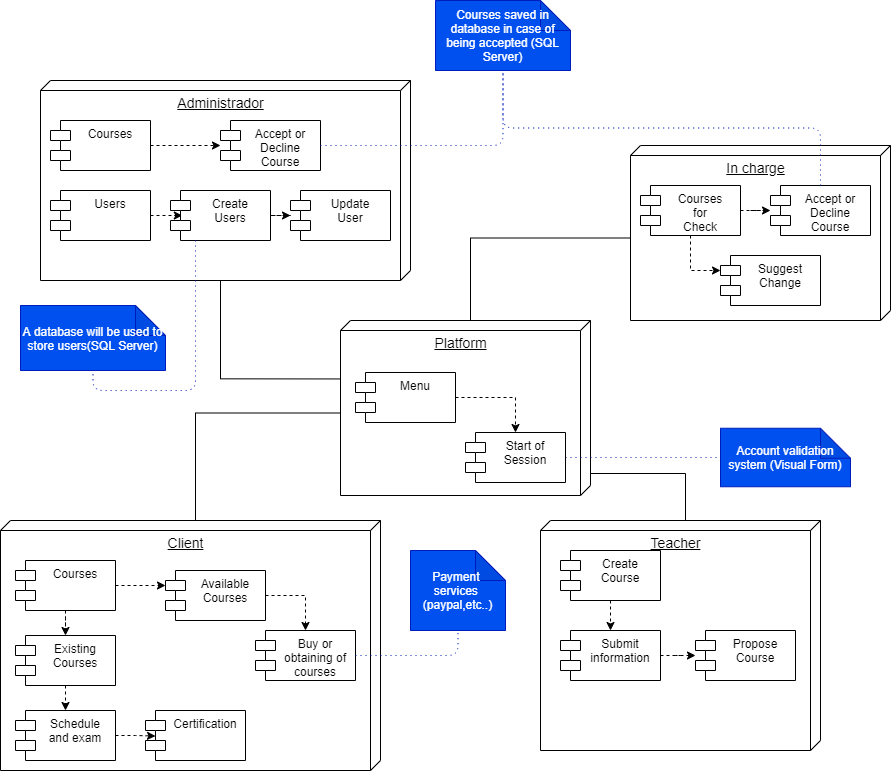 Courses saved in
database in case of
being accepted (SQL
Server)
Administrador
Courses
Accept or
Decline
Course
Users
Create
Users
Update
User
In charge
Courses
for
Check
Accept or
Decline
Course
Suggest
Change
A database will be used to
store users(SQL Server)
Platform
Menu
Start of
Session
Account validation
system (Visual Form)
Client
Courses
Available
Courses
Existing
Courses
Buy or
obtaining of
courses
Schedule
and exam
Certification
Payment
services
(paypal,etc..)
Teacher
Create
Course
Submit
information
Propose
Course